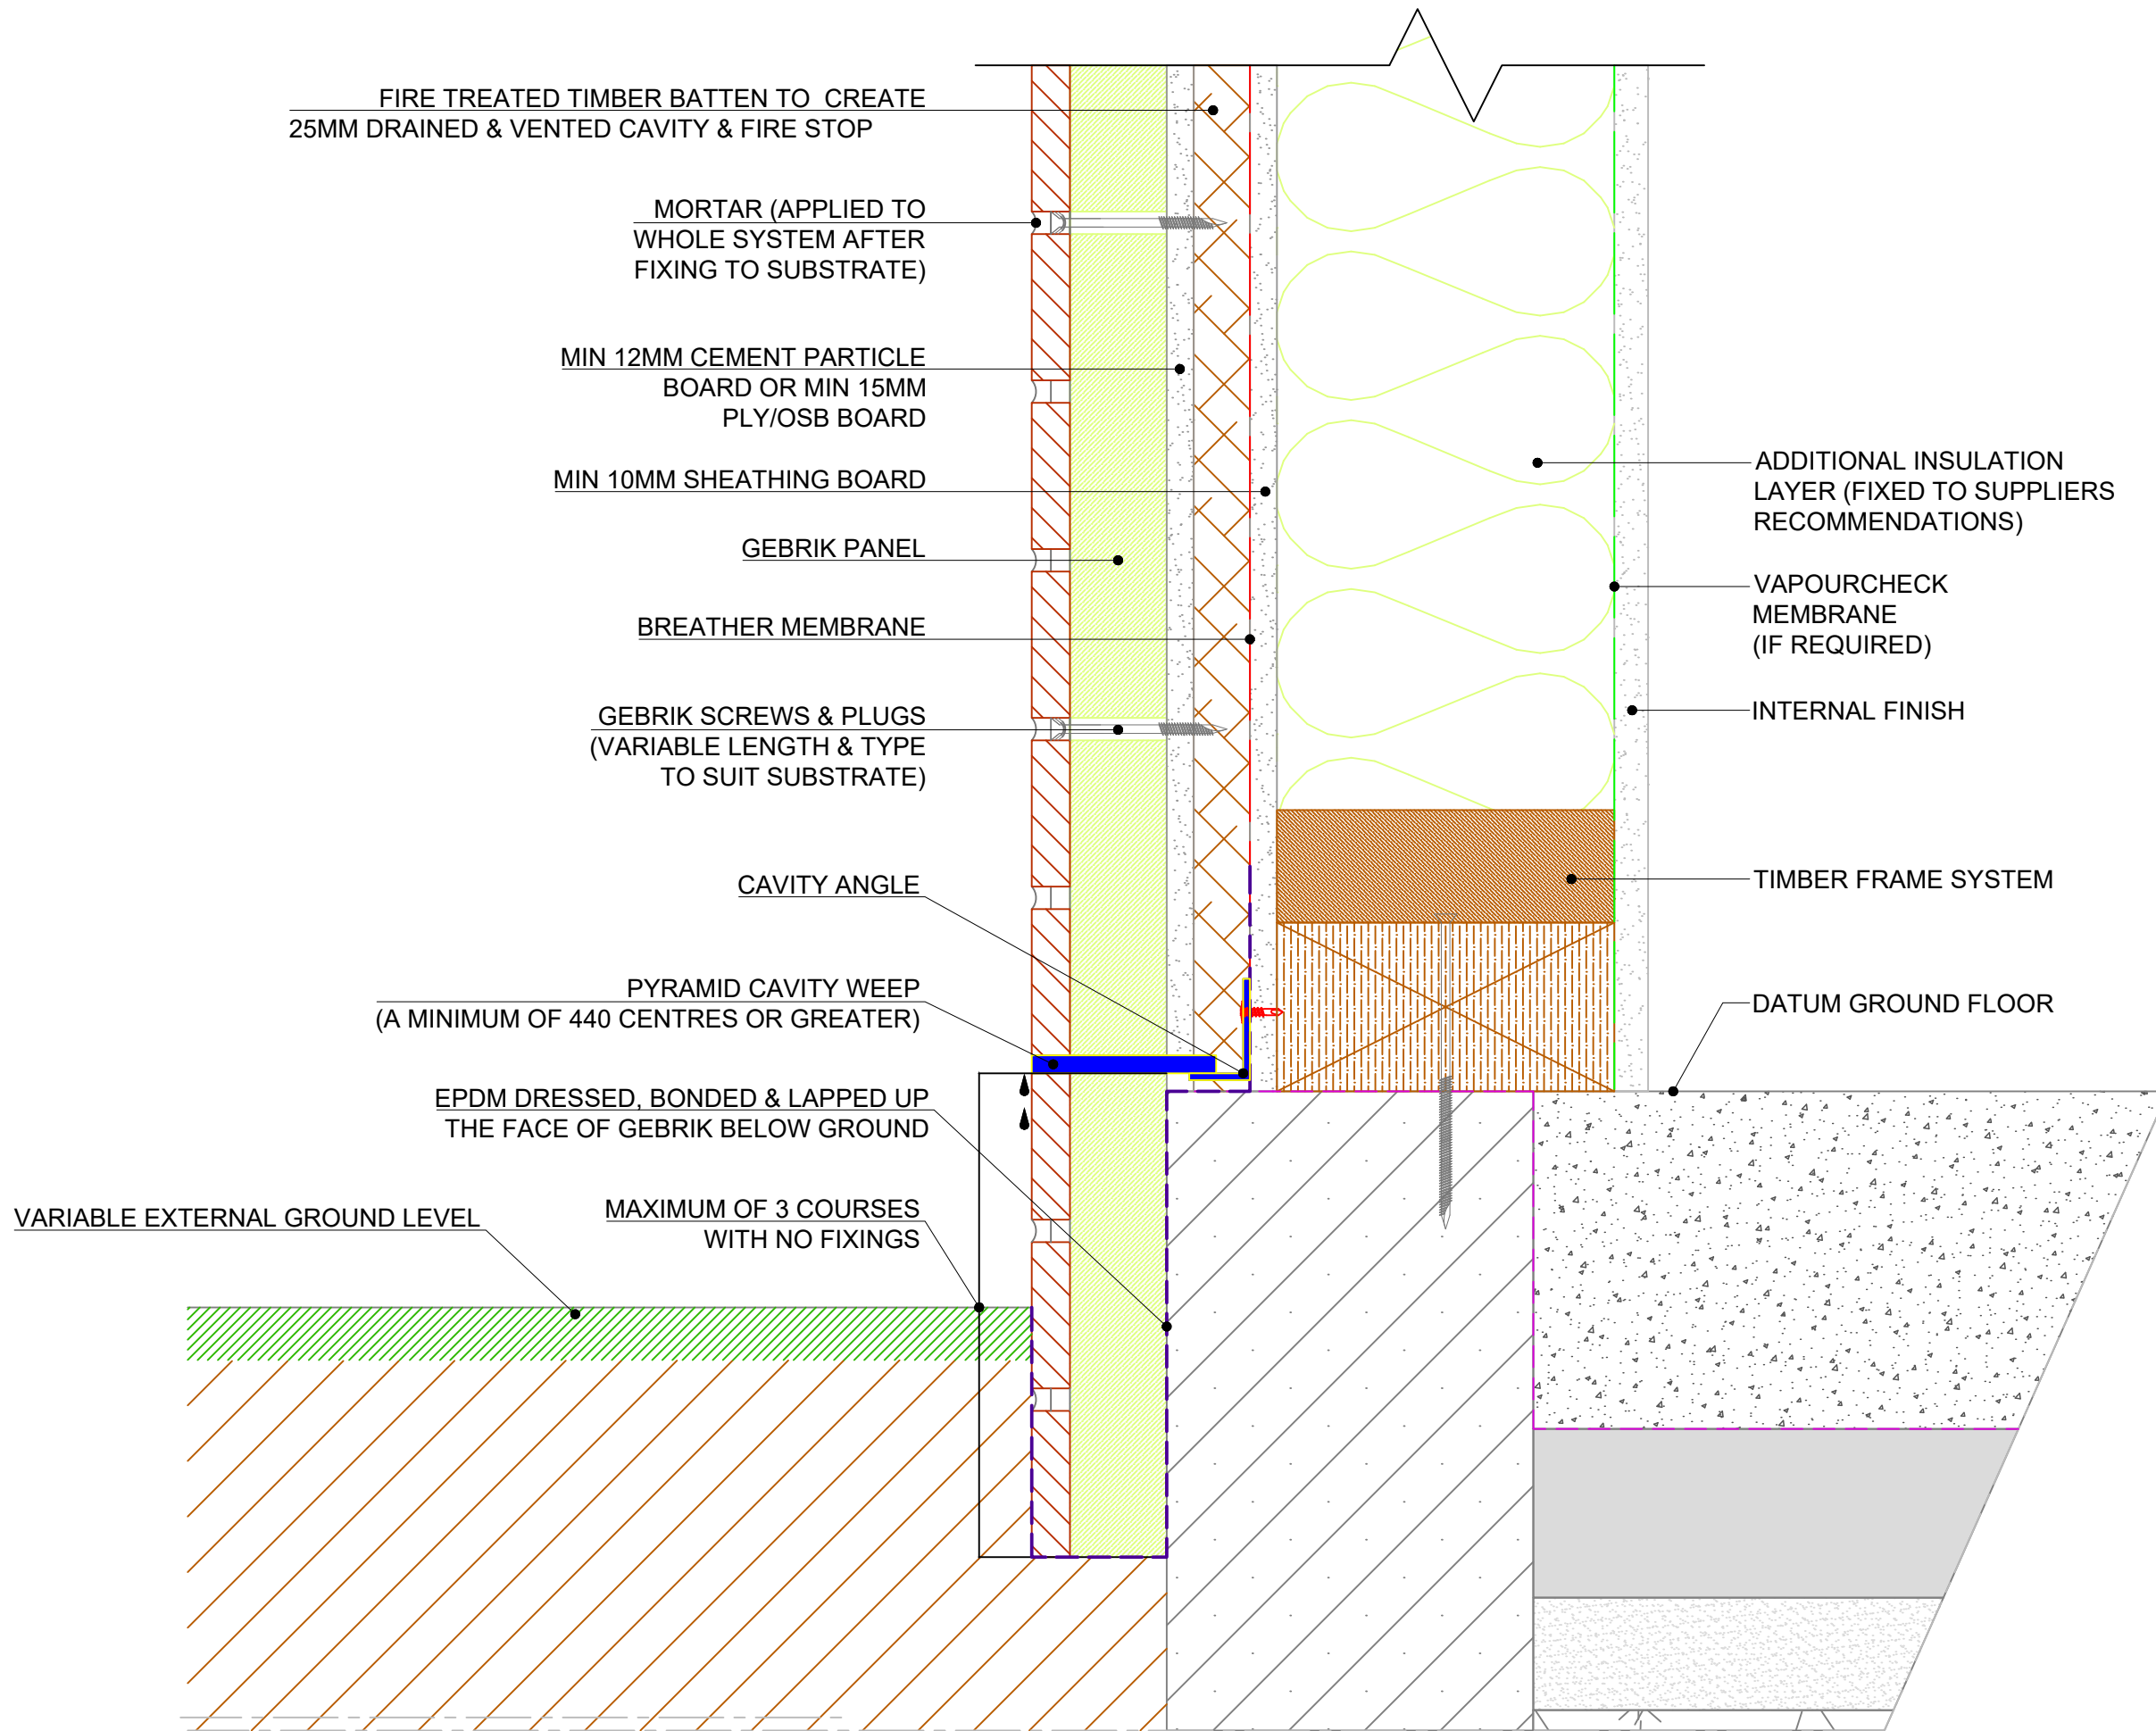 FIRE TREATED TIMBER BATTEN TO  CREATE
25MM DRAINED & VENTED CAVITY & FIRE STOP
MORTAR (APPLIED TO
WHOLE SYSTEM AFTER
FIXING TO SUBSTRATE)
MIN 12MM CEMENT PARTICLE
BOARD OR MIN 15MM
PLY/OSB BOARD
MIN 10MM SHEATHING BOARD
GEBRIK PANEL
BREATHER MEMBRANE
GEBRIK SCREWS & PLUGS
(VARIABLE LENGTH & TYPE
TO SUIT SUBSTRATE)
CAVITY ANGLE
PYRAMID CAVITY WEEP
(A MINIMUM OF 440 CENTRES OR GREATER)
EPDM DRESSED, BONDED & LAPPED UP
THE FACE OF GEBRIK BELOW GROUND
VARIABLE EXTERNAL GROUND LEVEL
MAXIMUM OF 3 COURSES
WITH NO FIXINGS
ADDITIONAL INSULATION
LAYER (FIXED TO SUPPLIERS
RECOMMENDATIONS)
VAPOURCHECK
MEMBRANE
(IF REQUIRED)
INTERNAL FINISH
TIMBER FRAME SYSTEM
DATUM GROUND FLOOR